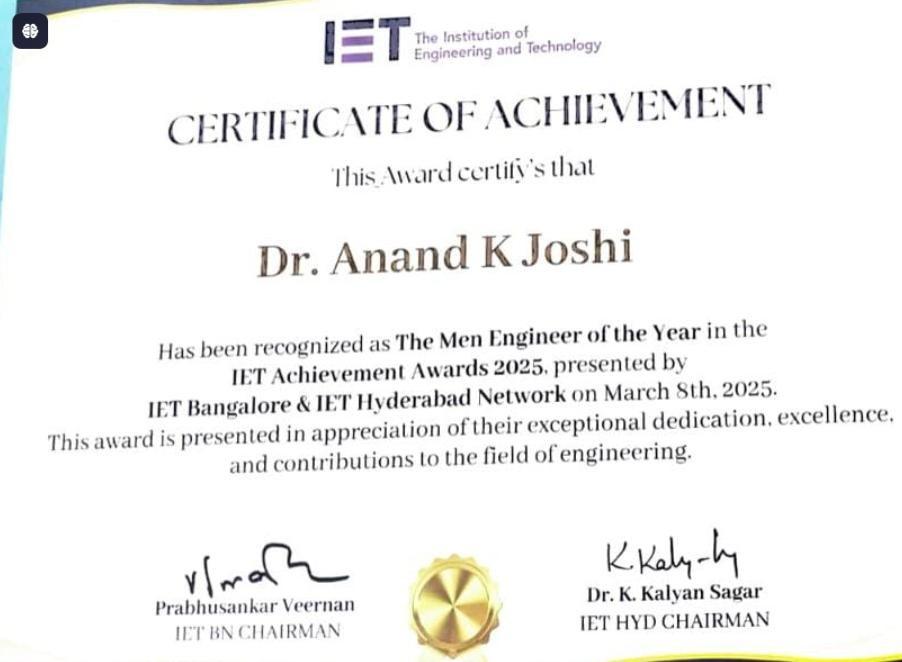 IET The Institution of
Engineering and Technology
CERTIFICATE OF ACHIEVEMENT
This Award certify's that
Dr. Anand K Joshi
Has been recognized as The Men Engineer of the Year in the
IET Achievement Awards 2025, presented by
IET Bangalore & IET Hyderabad Network on March 8th, 2025.
This award is presented in appreciation of their exceptional dedication, excellence,
and contributions to the field of engineering.
K. Kaly
Prabhusankar Veernan
IET BN CHAIRMAN
Dr. K. Kalyan Sagar
IET HYD CHAIRMAN